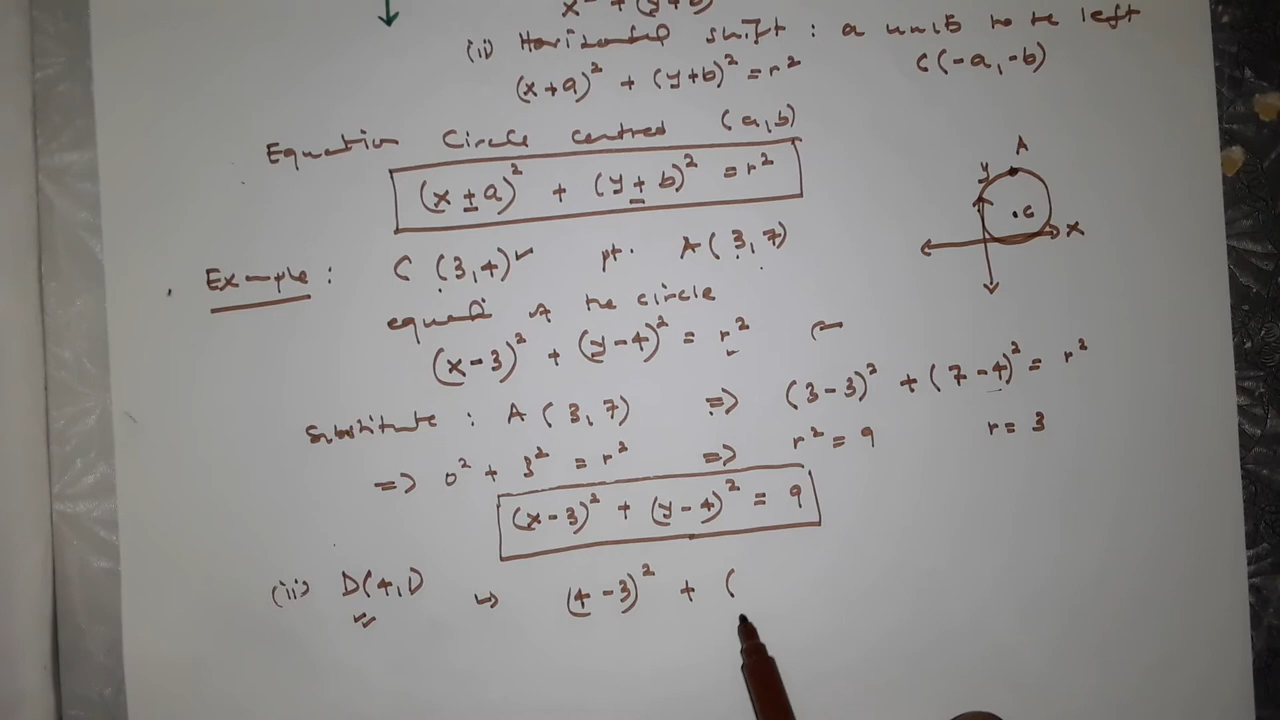 x² + (y+b)
(ii) Horizontal shift : a units to the left
(x+a)² + (y+b)² = r² C(-a,-b)
Equation Circle centred (a,b)
(x ± a)² + (y ± b)² = r²
A
y
.C
x
Example : C (3,4) ✓ pt. A(3,7)
the circle
(x-3)² + (y-4)² = r²
Substitute : A (3,7) => (3-3)² + (7-4)² = r²
=> 0² + 3² = r² => r² = 9 r = 3
(x-3)² + (y-4)² = 9
(ii) D(4,1) ↪ (4-3)² + (